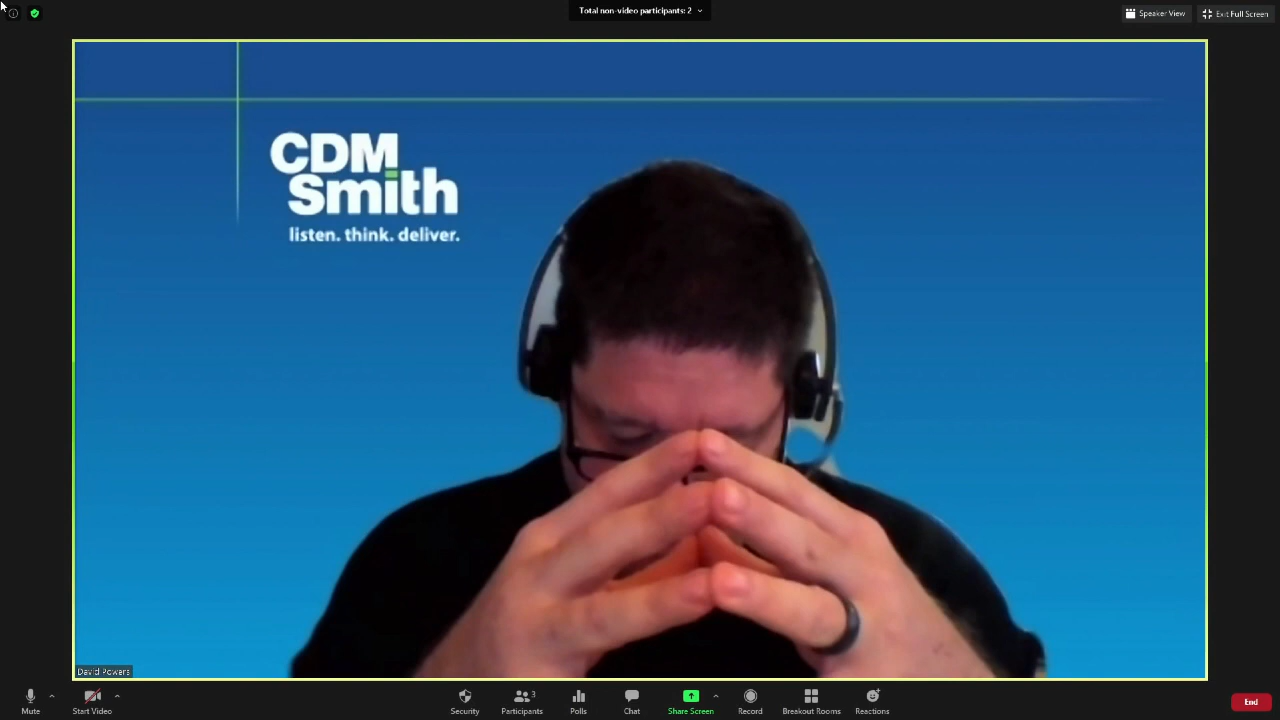 Total non-video participants: 2
Speaker View
Exit Full Screen
CDM
Smith
listen. think. deliver.
David Powers
Mute
Start Video
Security
Participants
3
Polls
Chat
Share Screen
Record
Breakout Rooms
Reactions
End